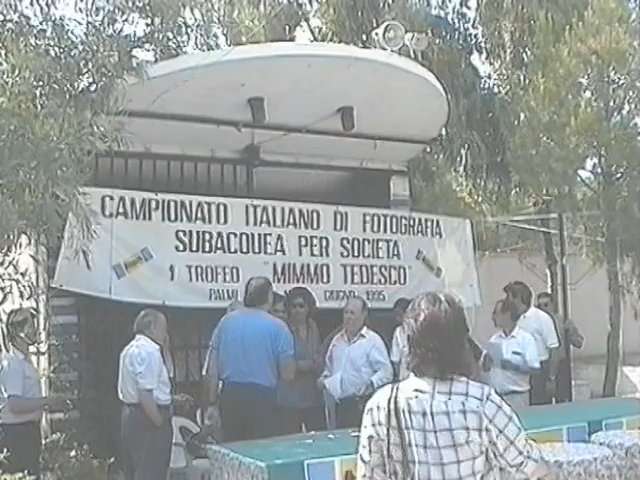 CAMPIONATO ITALIANO DI FOTOGRAFIA
SUBACQUEA PER SOCIETA
1 TROFEO "MIMMO TEDESCO"
GIUGNO 1995